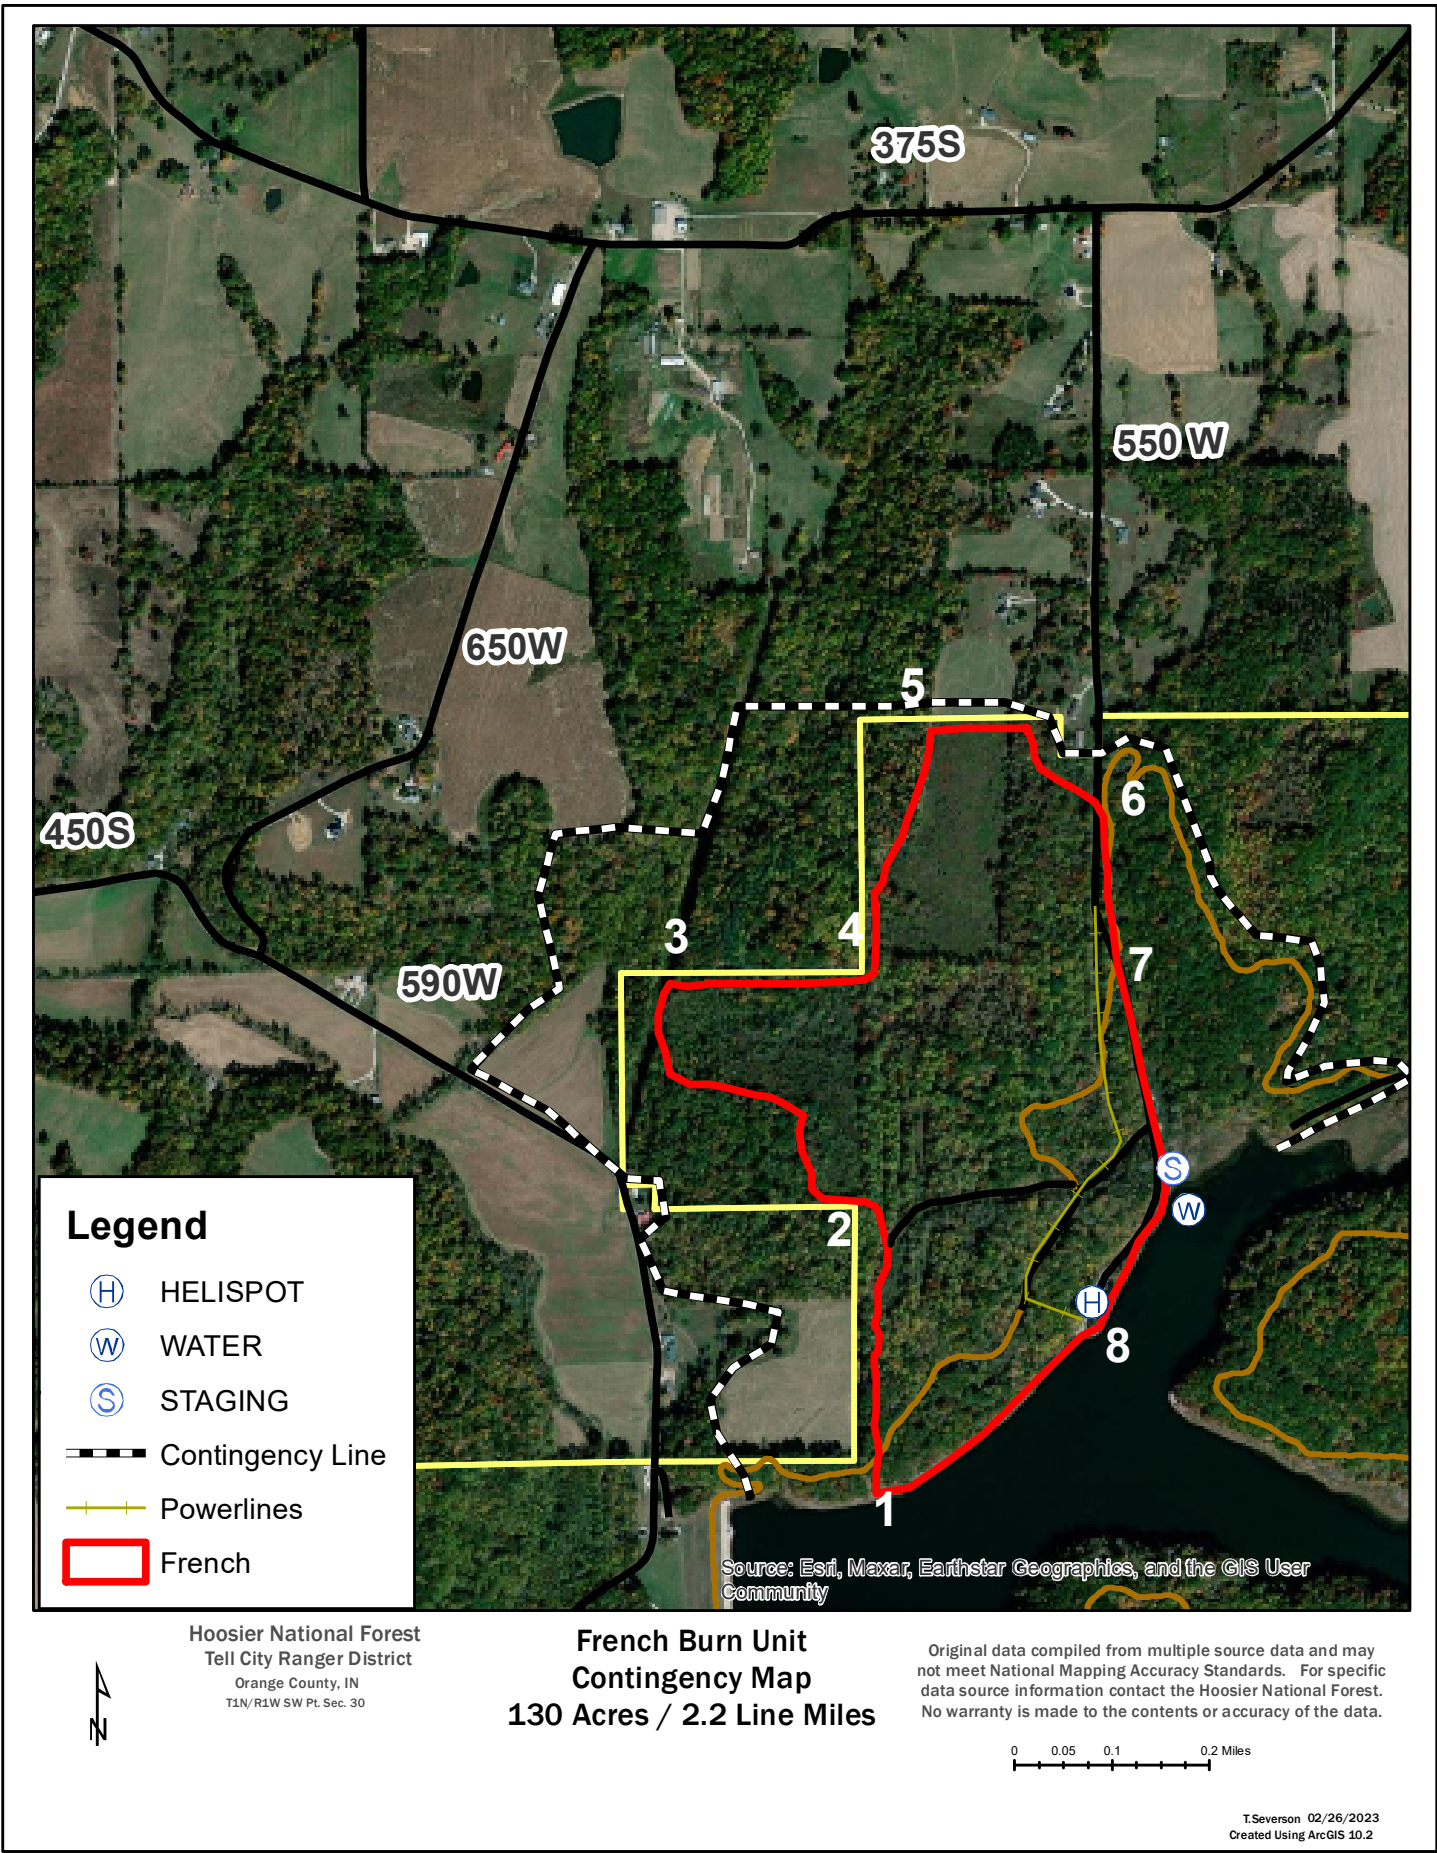 375S
550 W
650W
5
6
450S
3
4
7
590W
S
W
2
H
8
1
Legend
H HELISPOT
W WATER
S STAGING
Contingency Line
Powerlines
French
Source: Esri, Maxar, Earthstar Geographics, and the GIS User
Community
Hoosier National Forest
Tell City Ranger District
Orange County, IN
T1N/R1W SW Pt. Sec. 30
N
French Burn Unit
Contingency Map
130 Acres / 2.2 Line Miles
Original data compiled from multiple source data and may
not meet National Mapping Accuracy Standards. For specific
data source information contact the Hoosier National Forest.
No warranty is made to the contents or accuracy of the data.
0 0.05 0.1 0.2 Miles
T.Severson 02/26/2023
Created Using ArcGIS 10.2